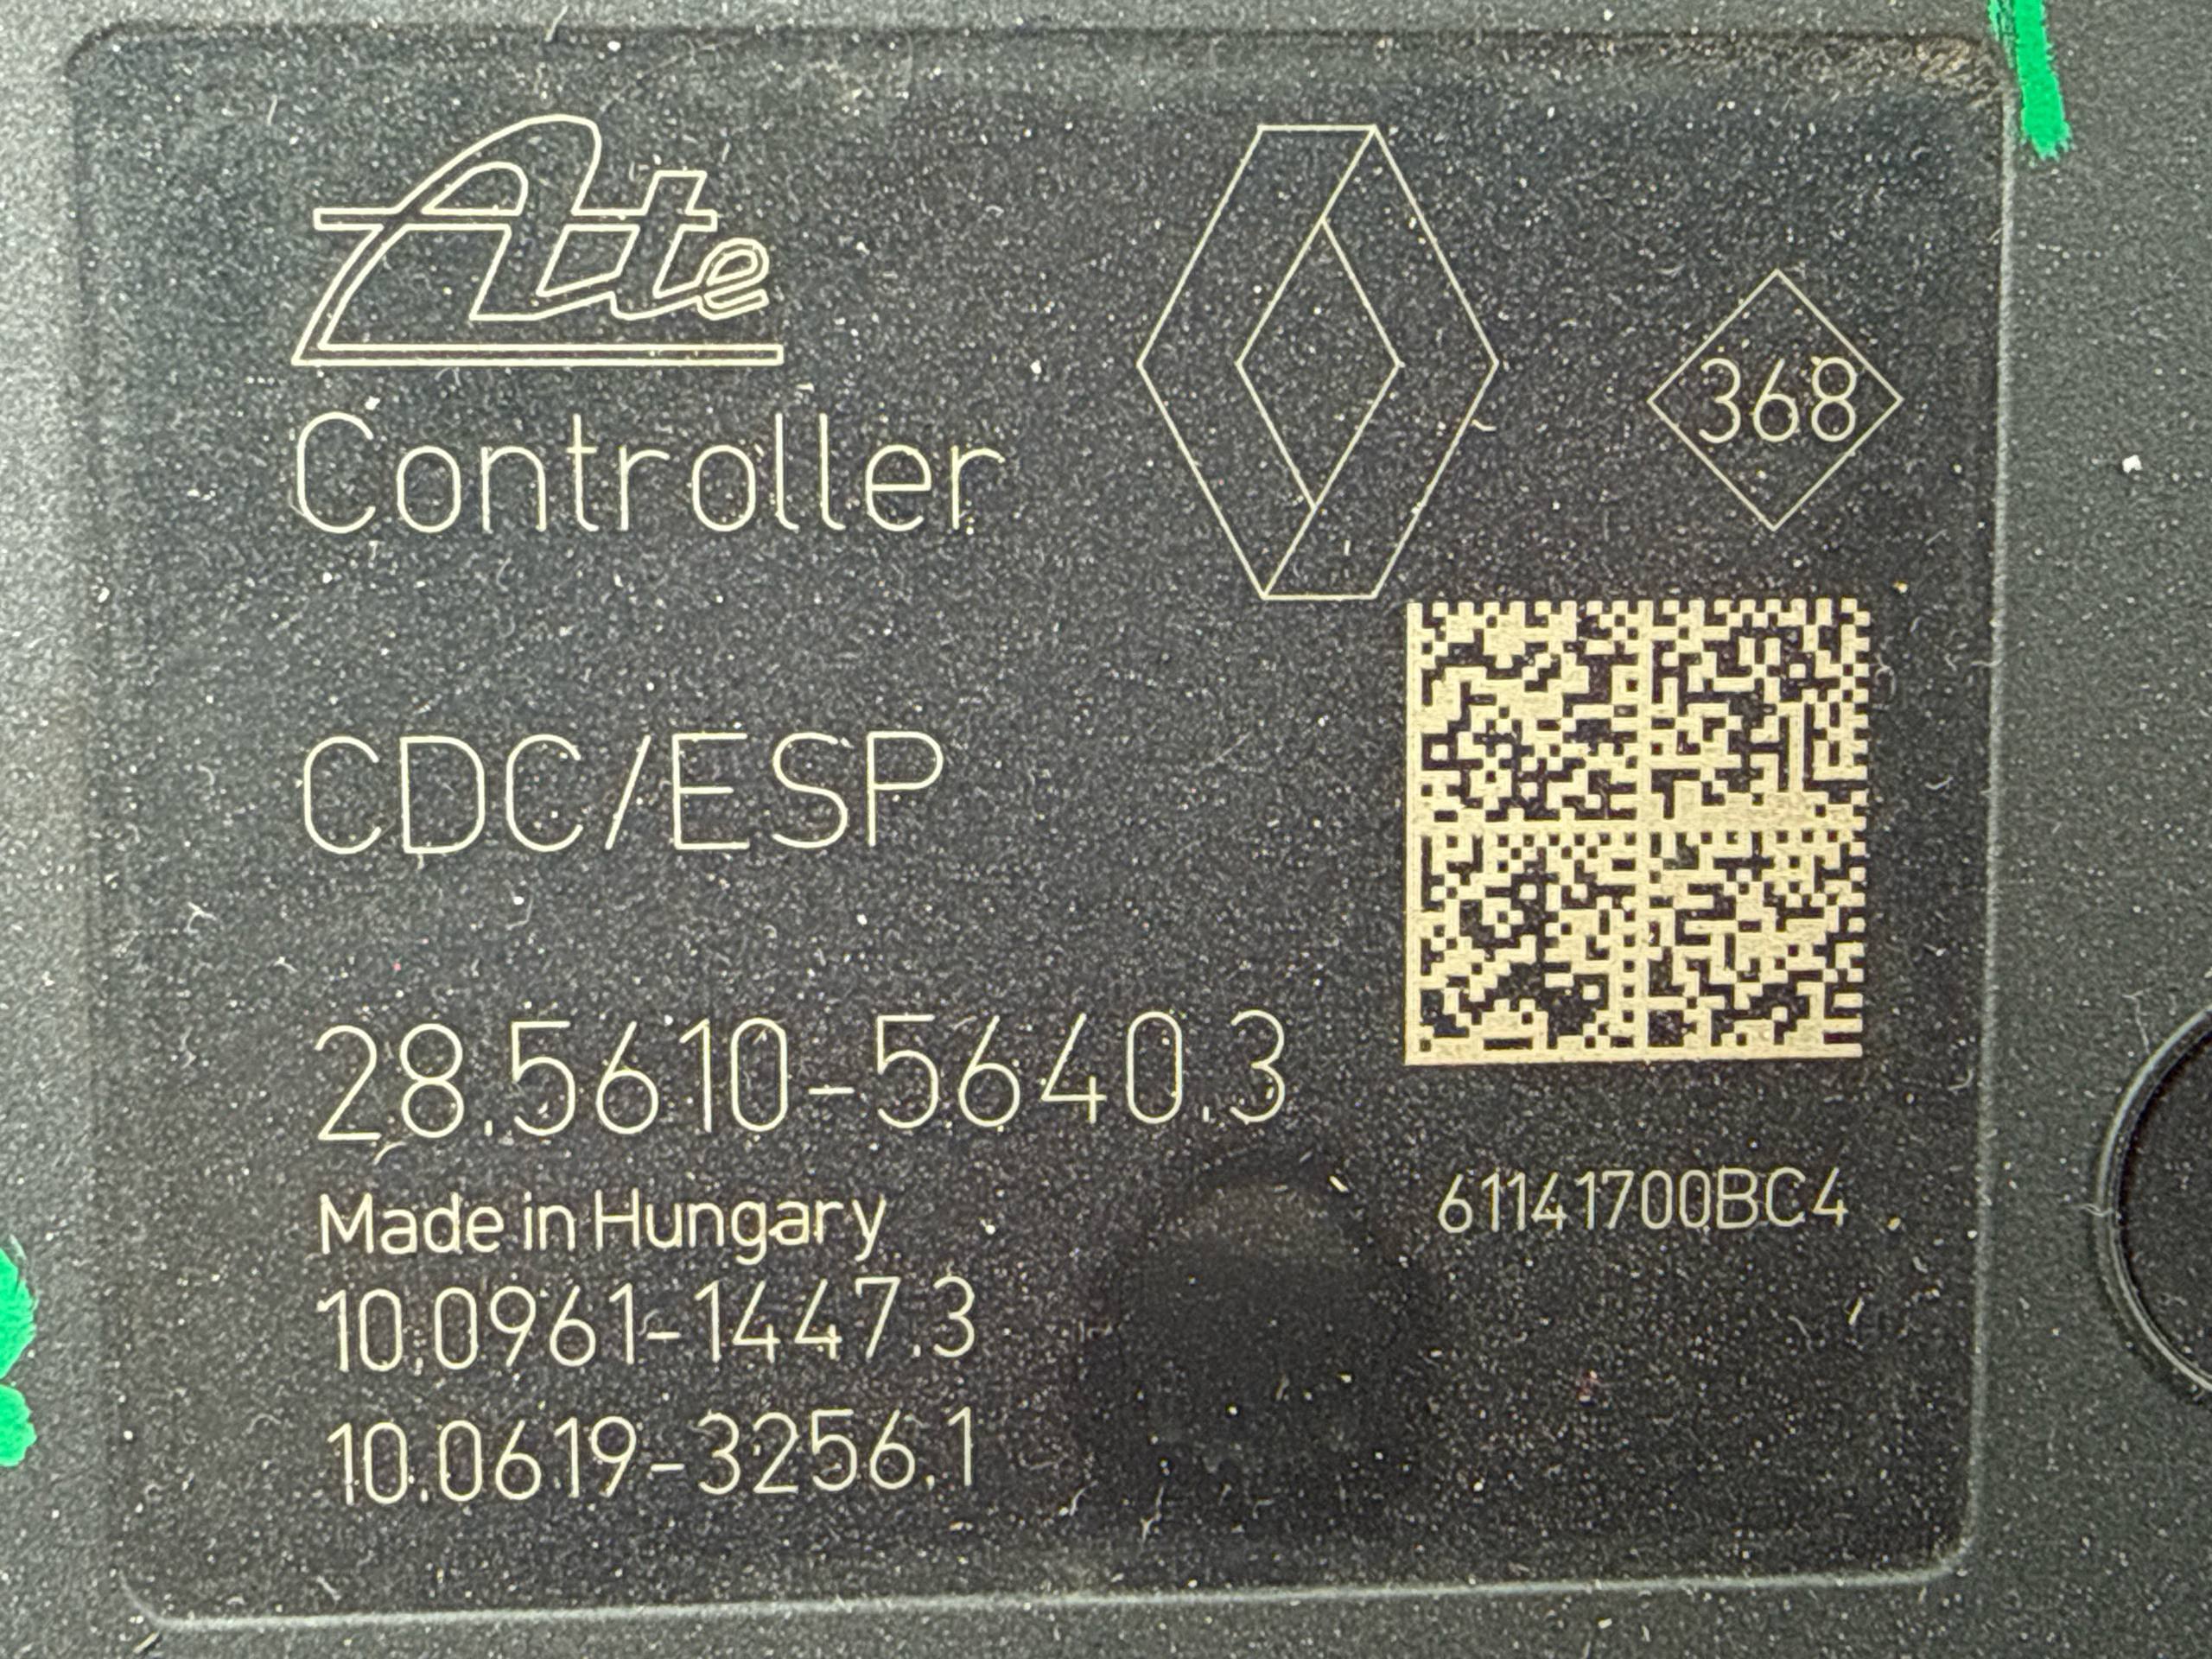 Ate
Controller
368
CDC/ESP
28.5610-5640.3
61141700BC4
Made in Hungary
10.0961-1447.3
10.0619-3256.1